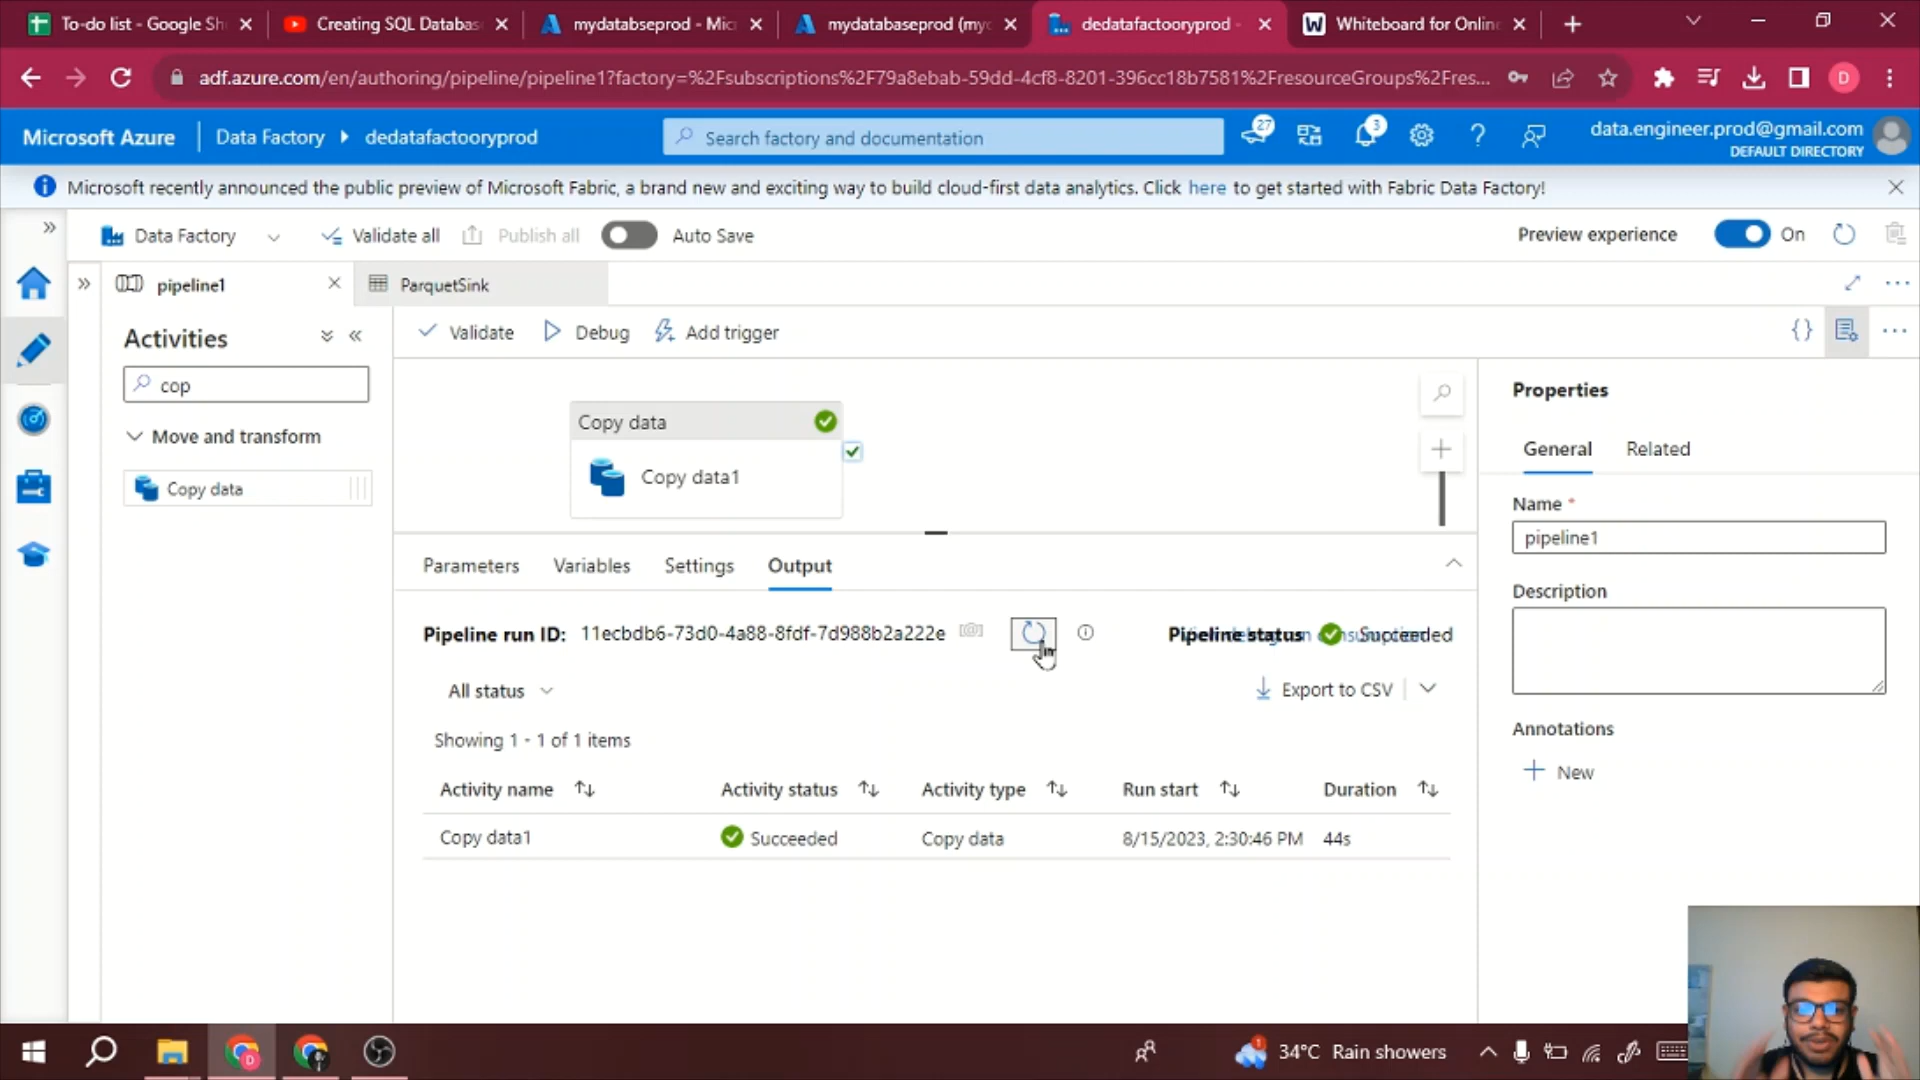 To-do list - Google Sh
Creating SQL Databas
mydatabseprod - Mic
mydatabaseprod (my
dedatafactooryprod -
Whiteboard for Onlin
adf.azure.com/en/authoring/pipeline/pipeline1?factory=%2Fsubscriptions%2F79a8ebab-59dd-4cf8-8201-396cc18b7581%2FresourceGroups%2Fres...
D
Microsoft Azure
Data Factory
dedatafactooryprod
Search factory and documentation
27
3
data.engineer.prod@gmail.com
DEFAULT DIRECTORY
Microsoft recently announced the public preview of Microsoft Fabric, a brand new and exciting way to build cloud-first data analytics. Click here to get started with Fabric Data Factory!
Data Factory
Validate all
Publish all
Auto Save
Preview experience
On
pipeline1
ParquetSink
Activities
cop
Move and transform
Copy data
Validate
Debug
Add trigger
Copy data
Copy data1
Parameters
Variables
Settings
Output
Pipeline run ID: 11ecbdb6-73d0-4a88-8fdf-7d988b2a222e
Pipeline status
Succeeded
All status
Export to CSV
Showing 1 - 1 of 1 items
Activity name
Activity status
Activity type
Run start
Duration
Copy data1
Succeeded
Copy data
8/15/2023, 2:30:46 PM
44s
Properties
General
Related
Name *
pipeline1
Description
Annotations
New
34°C Rain showers